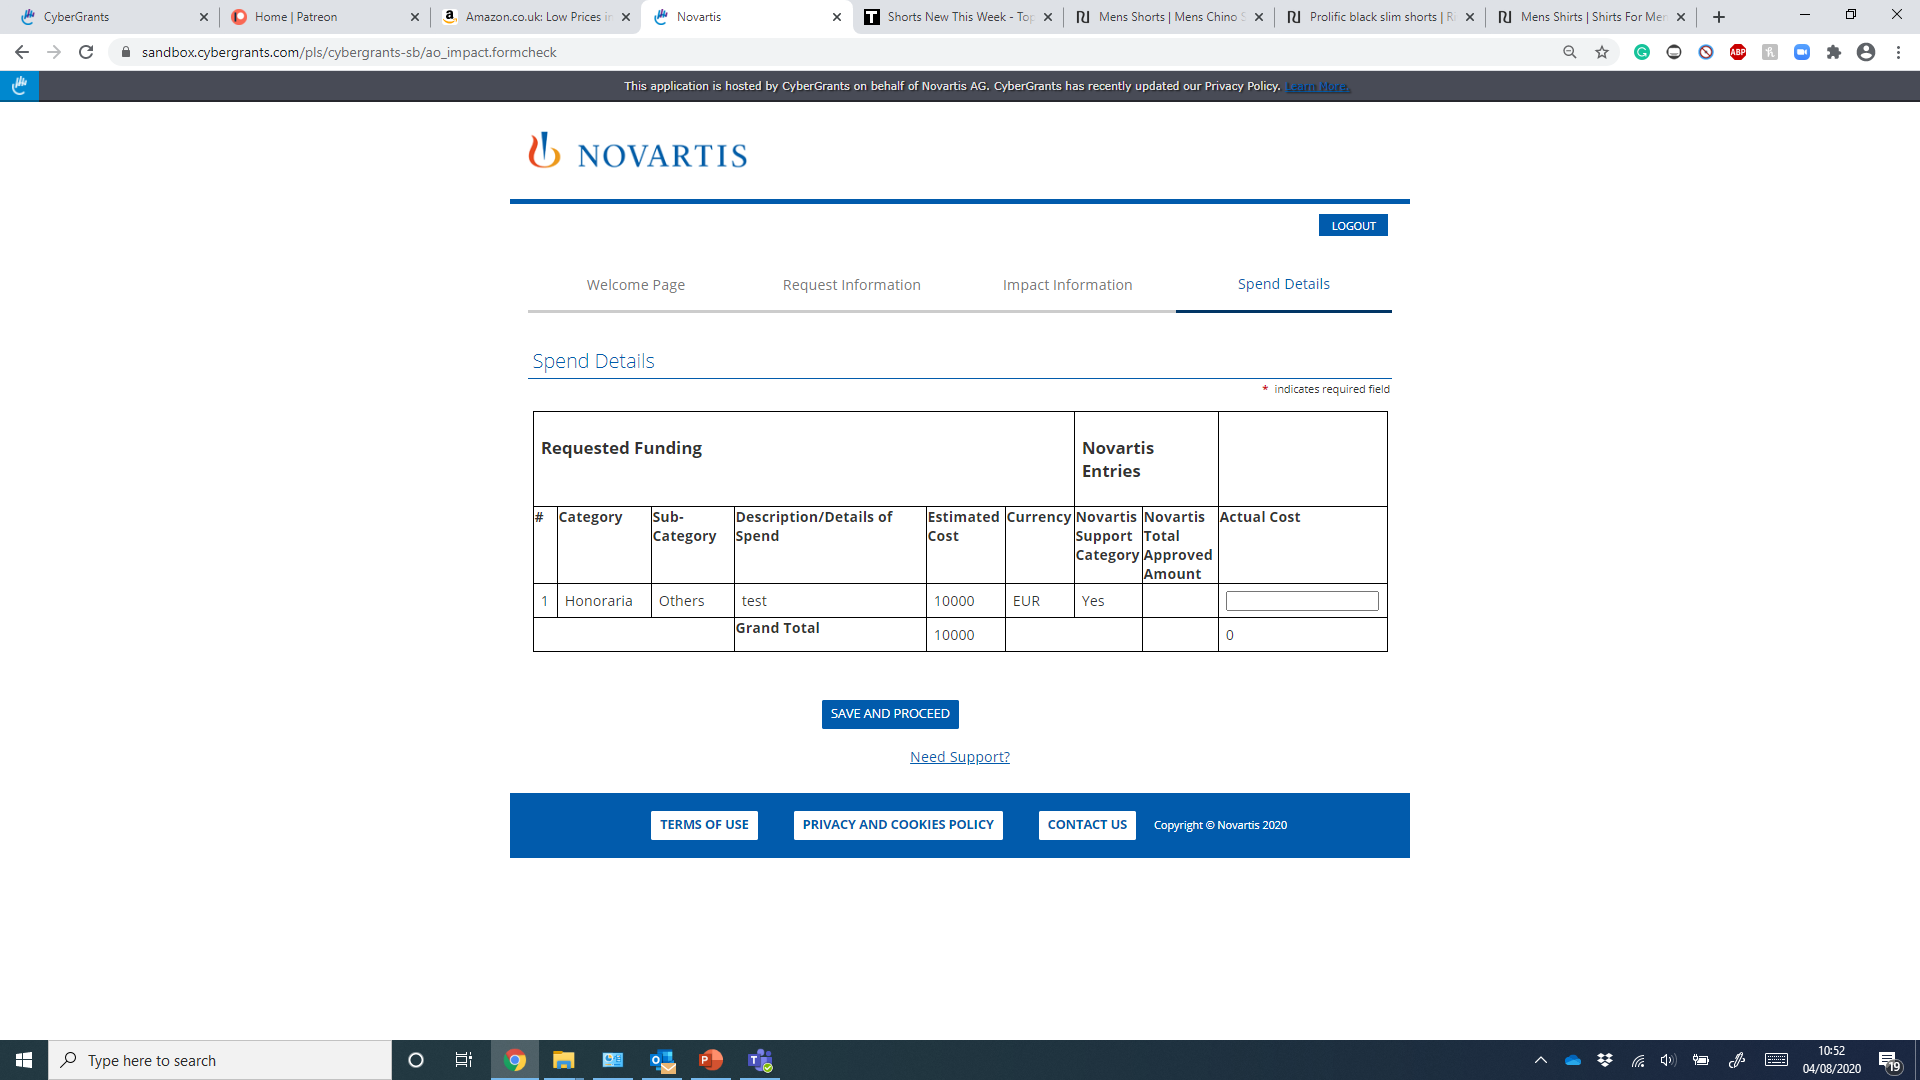 CyberGrants
Home | Patreon
Amazon.co.uk: Low Prices in
Novartis
Shorts New This Week - Top
Mens Shorts | Mens Chino S
Prolific black slim shorts | Ri
Mens Shirts | Shirts For Men
sandbox.cybergrants.com/pls/cybergrants-sb/ao_impact.formcheck
ABP
This application is hosted by CyberGrants on behalf of Novartis AG. CyberGrants has recently updated our Privacy Policy. Learn More.
NOVARTIS
LOGOUT
Welcome Page
Request Information
Impact Information
Spend Details
Spend Details
* indicates required field
Requested Funding
Novartis
Entries
#
Category
Sub-
Category
Description/Details of
Spend
Estimated
Cost
Currency
Novartis
Support
Category
Novartis
Total
Approved
Amount
Actual Cost
1
Honoraria
Others
test
10000
EUR
Yes
Grand Total
10000
0
SAVE AND PROCEED
Need Support?
TERMS OF USE
PRIVACY AND COOKIES POLICY
CONTACT US
Copyright © Novartis 2020
Type here to search
10:52
04/08/2020
19